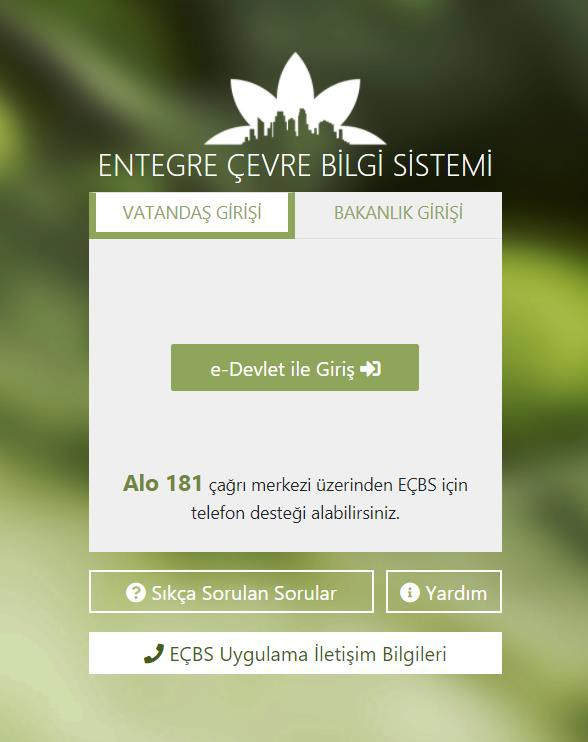 ENTEGRE ÇEVRE BİLGİ SİSTEMİ
VATANDAŞ GİRİŞİ
BAKANLIK GİRİŞİ
e-Devlet ile Giriş
Alo 181 çağrı merkezi üzerinden EÇBS için
telefon desteği alabilirsiniz.
Sıkça Sorulan Sorular
Yardım
EÇBS Uygulama İletişim Bilgileri